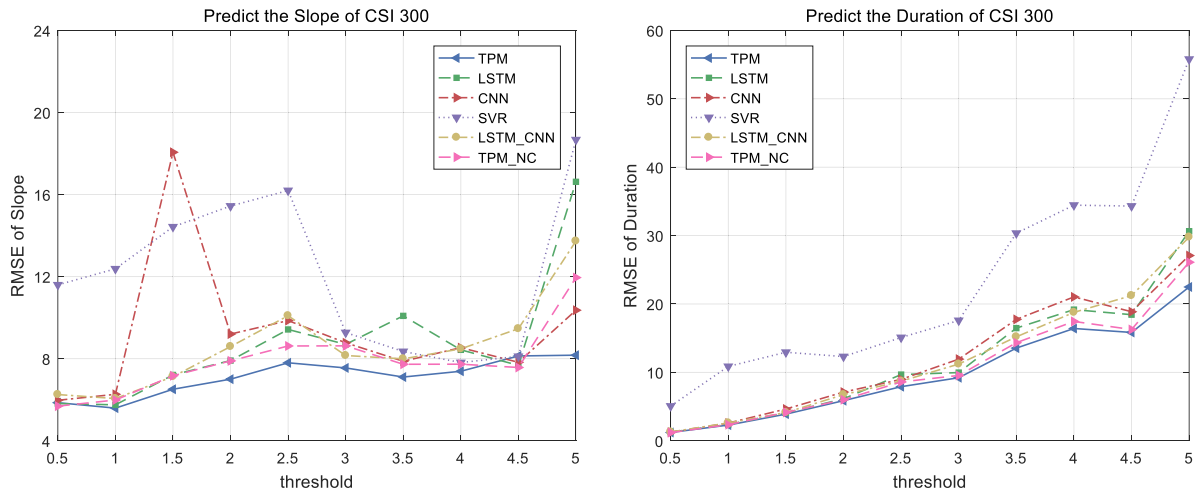 Predict the Slope of CSI 300
24
20
16
12
8
4
RMSE of Slope
TPM
LSTM
CNN
SVR
LSTM_CNN
TPM_NC
0.5 1 1.5 2 2.5 3 3.5 4 4.5 5
threshold
Predict the Duration of CSI 300
60
50
40
30
20
10
0
RMSE of Duration
TPM
LSTM
CNN
SVR
LSTM_CNN
TPM_NC
0.5 1 1.5 2 2.5 3 3.5 4 4.5 5
threshold